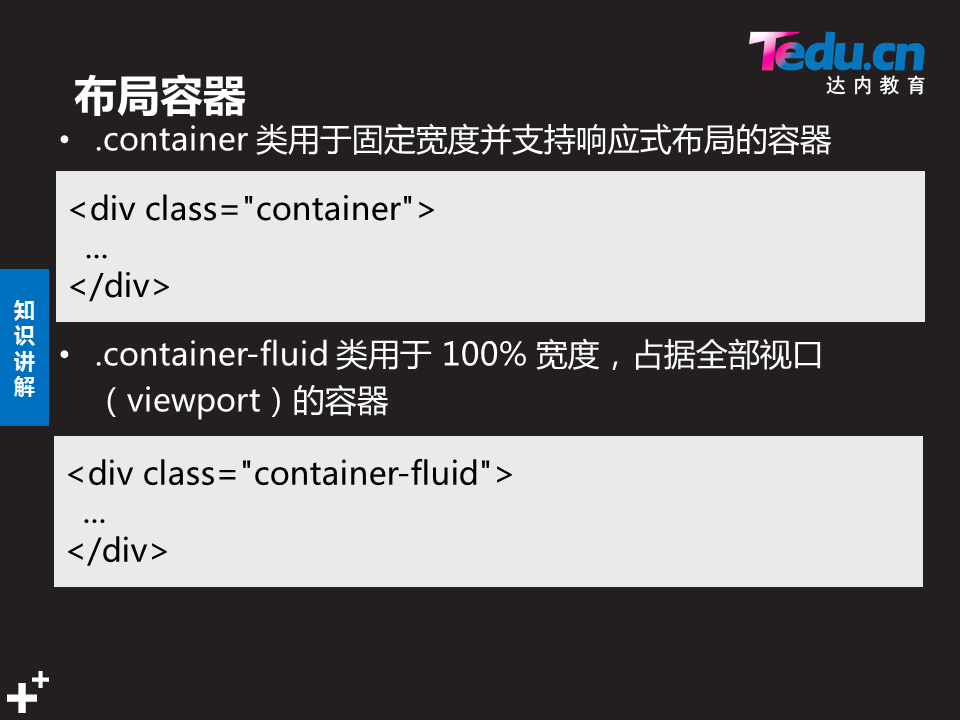 Tedu.cn
达内教育
布局容器
• .container 类用于固定宽度并支持响应式布局的容器
<div class="container">
...
</div>
知识讲解
• .container-fluid 类用于 100% 宽度，占据全部视口
（viewport）的容器
<div class="container-fluid">
...
</div>